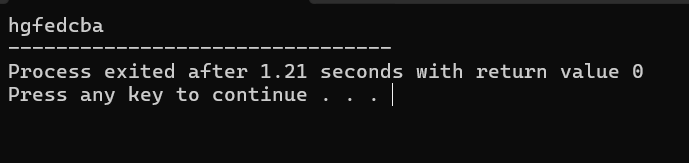 hgfedcba
--------------------------------
Process exited after 1.21 seconds with return value 0
Press any key to continue . . .